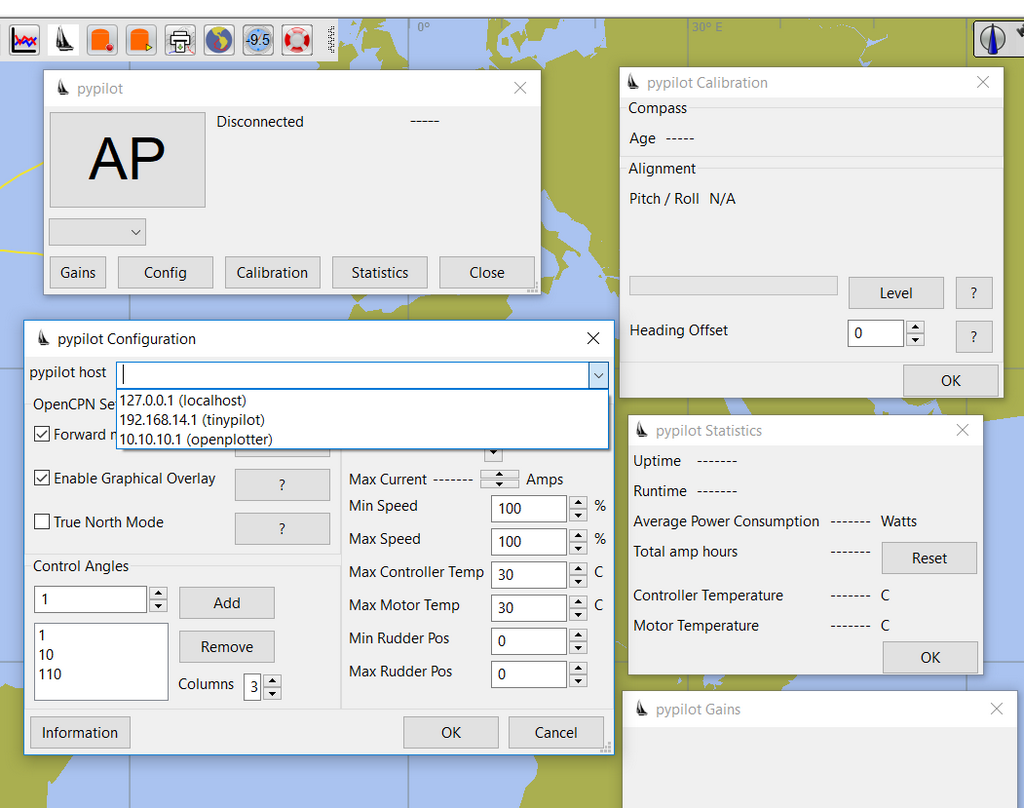 -9.5
0°
30° E
pypilot
AP
Disconnected
-----
Gains
Config
Calibration
Statistics
Close
pypilot Configuration
pypilot host
127.0.0.1 (localhost)
192.168.14.1 (tinypilot)
10.10.10.1 (openplotter)
OpenCPN
Forward
Enable Graphical Overlay
?
True North Mode
?
Control Angles
1
Add
1
10
110
Remove
Columns 3
Max Current ------- Amps
Min Speed 100 %
Max Speed 100 %
Max Controller Temp 30 C
Max Motor Temp 30 C
Min Rudder Pos 0
Max Rudder Pos 0
Information
OK
Cancel
pypilot Calibration
Compass
Age -----
Alignment
Pitch / Roll N/A
Level
?
Heading Offset 0
?
OK
pypilot Statistics
Uptime -------
Runtime -------
Average Power Consumption ------- Watts
Total amp hours -------
Reset
Controller Temperature ------- C
Motor Temperature ------- C
OK
pypilot Gains